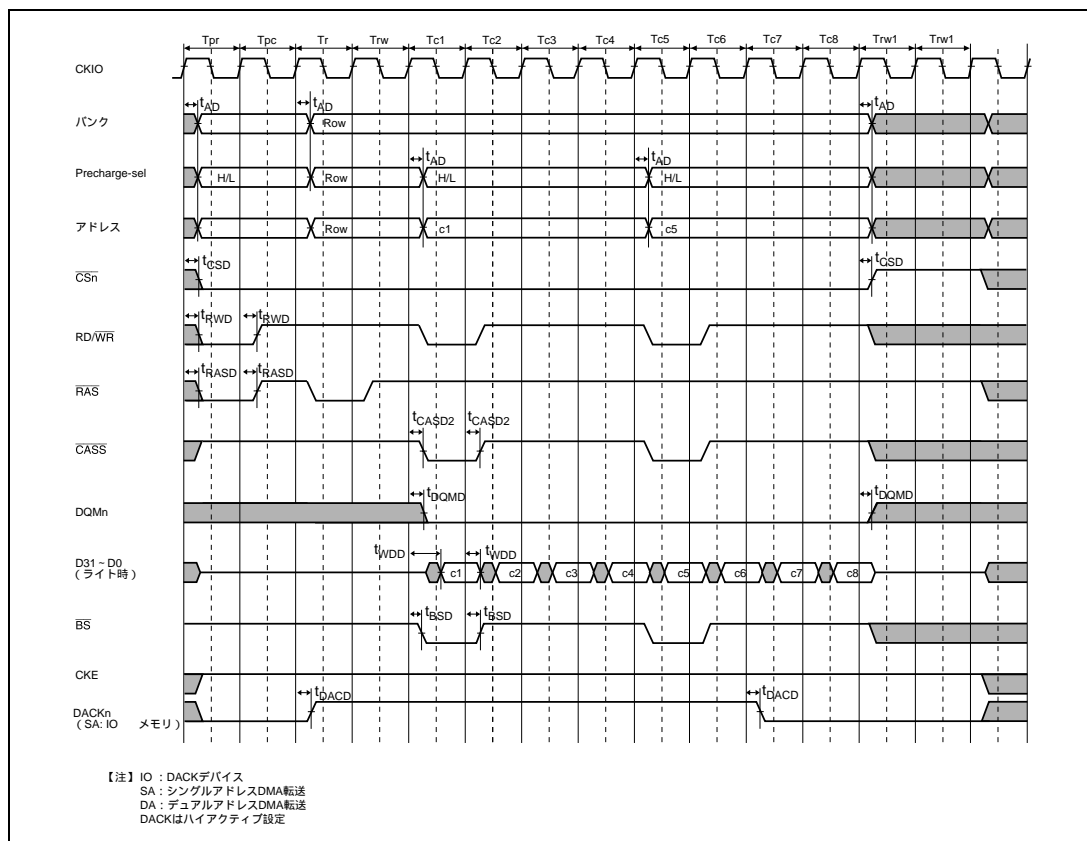 Tpr Tpc Tr Trw Tc1 Tc2 Tc3 Tc4 Tc5 Tc6 Tc7 Tc8 Trw1 Trw1
CKIO
tAD tAD tAD
バンク Row
tAD tAD
Precharge-sel H/L Row H/L H/L
アドレス Row c1 c5
tCSD tCSD
CSn
tRWD tRWD
RD/WR
tRASD tRASD
RAS
tCASD2 tCASD2
CASS
tDQMD tDQMD
DQMn
tWDD tWDD
D31~D0
(ライト時) c1 c2 c3 c4 c5 c6 c7 c8
tBSD tBSD
BS
CKE
tDACD tDACD
DACKn
(SA: IO メモリ)
【注】IO : DACKデバイス
SA : シングルアドレスDMA転送
DA : デュアルアドレスDMA転送
DACKはハイアクティブ設定